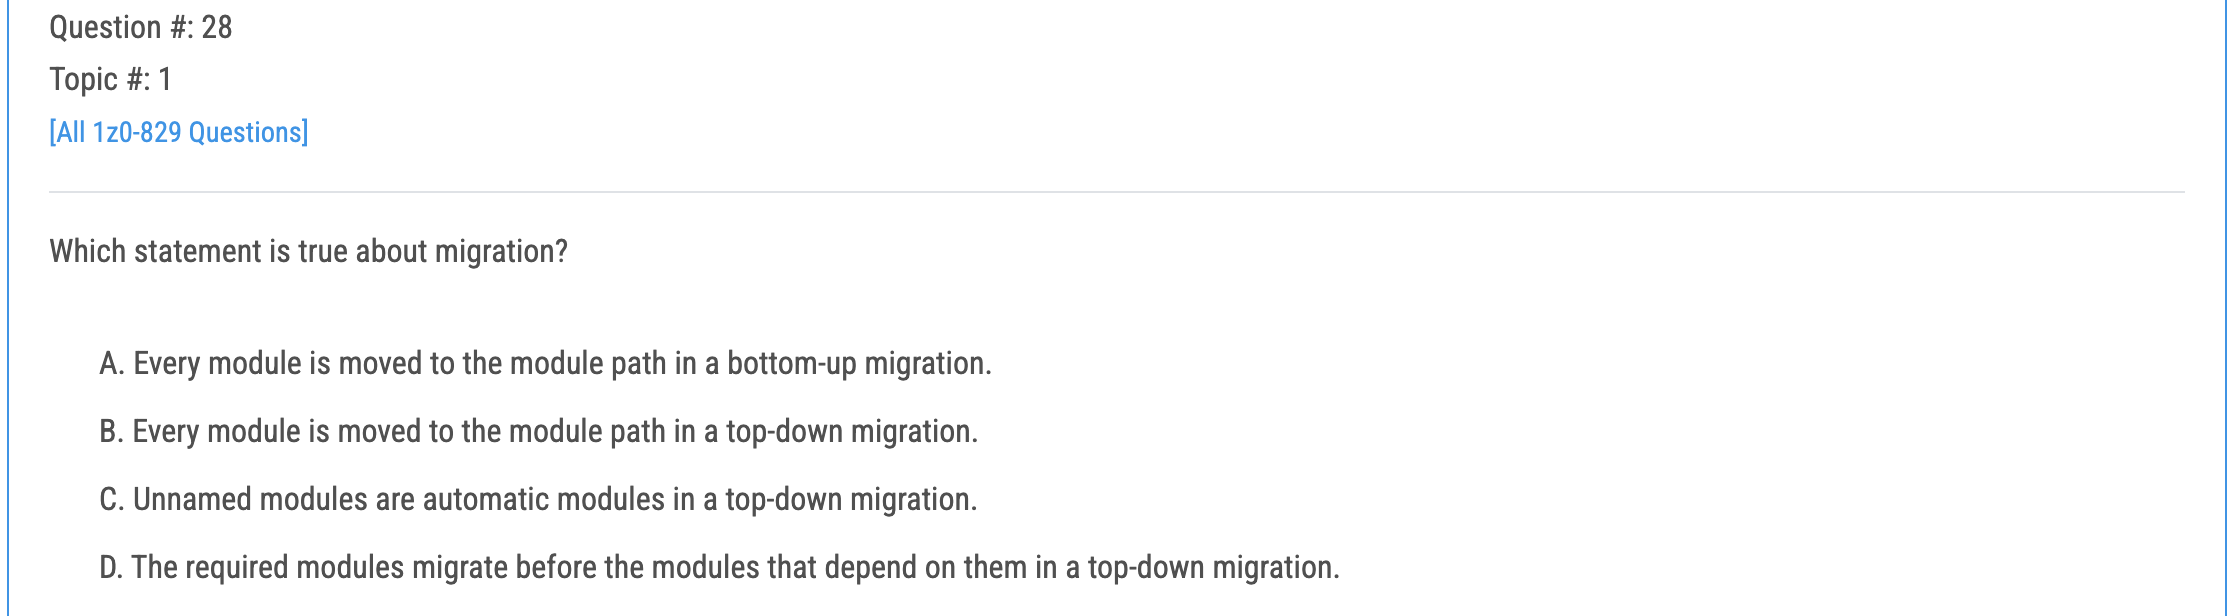 Question #: 28
Topic #: 1
[All 1z0-829 Questions]
Which statement is true about migration?
A. Every module is moved to the module path in a bottom-up migration.
B. Every module is moved to the module path in a top-down migration.
C. Unnamed modules are automatic modules in a top-down migration.
D. The required modules migrate before the modules that depend on them in a top-down migration.